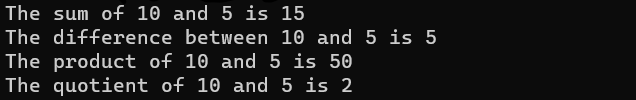 The sum of 10 and 5 is 15
The difference between 10 and 5 is 5
The product of 10 and 5 is 50
The quotient of 10 and 5 is 2